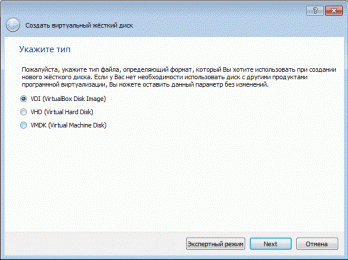 Создать виртуальный жёсткий диск
Укажите тип
Пожалуйста, укажите тип файла, определяющий формат, который Вы хотите использовать при создании
нового жёсткого диска. Если у Вас нет необходимости использовать диск с другими продуктами
программной виртуализации, Вы можете оставить данный параметр без изменений.
VDI (VirtualBox Disk Image)
VHD (Virtual Hard Disk)
VMDK (Virtual Machine Disk)
Экспертный режим Next Отмена